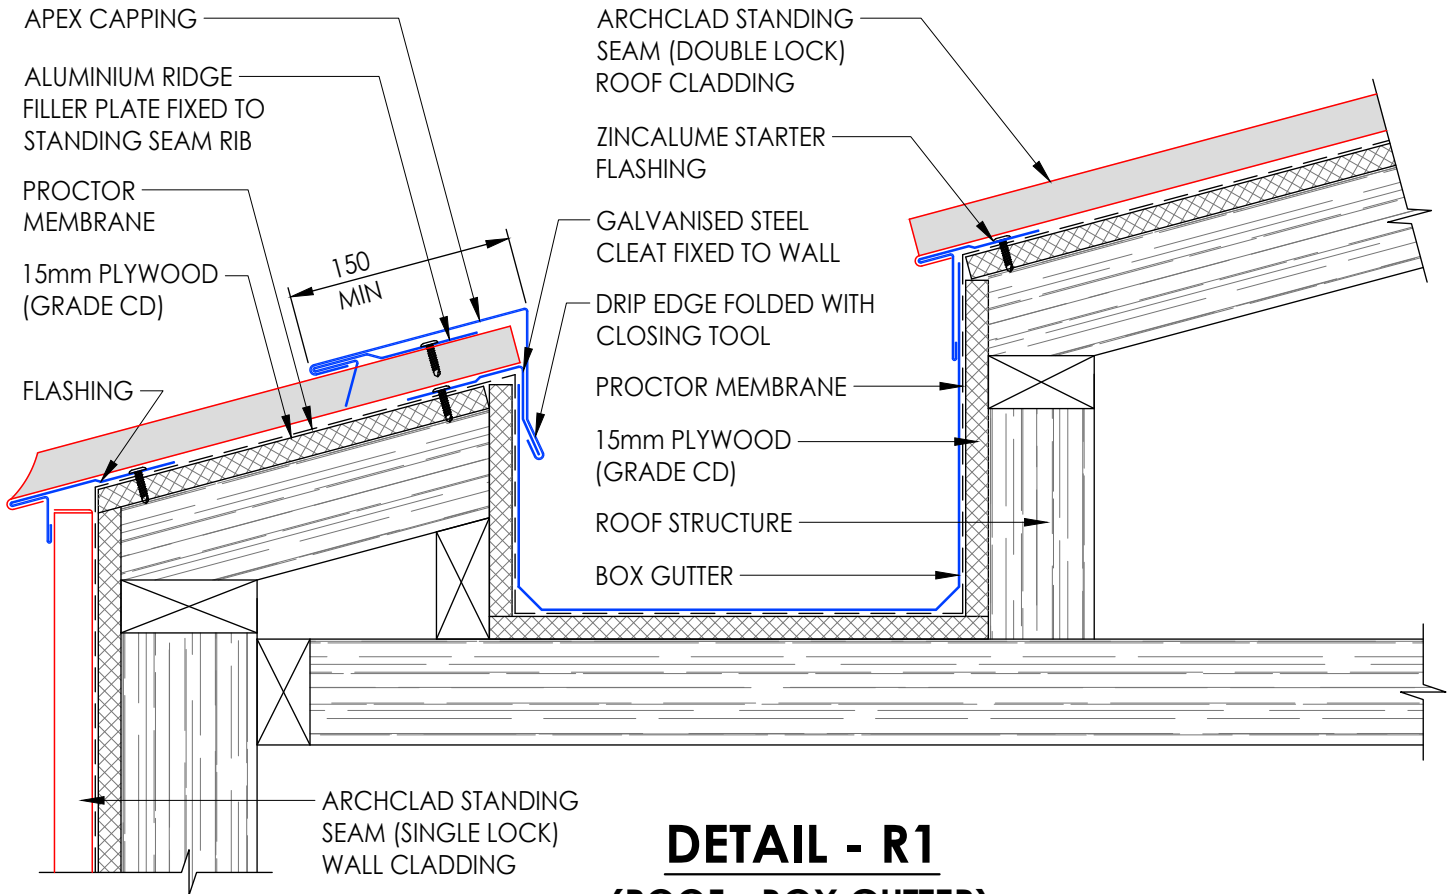 APEX CAPPING
ALUMINIUM RIDGE
FILLER PLATE FIXED TO
STANDING SEAM RIB
PROCTOR
MEMBRANE
15mm PLYWOOD
(GRADE CD)
FLASHING
150
MIN
ARCHCLAD STANDING
SEAM (DOUBLE LOCK)
ROOF CLADDING
ZINCALUME STARTER
FLASHING
GALVANISED STEEL
CLEAT FIXED TO WALL
DRIP EDGE FOLDED WITH
CLOSING TOOL
PROCTOR MEMBRANE
15mm PLYWOOD
(GRADE CD)
ROOF STRUCTURE
BOX GUTTER
ARCHCLAD STANDING
SEAM (SINGLE LOCK)
WALL CLADDING
DETAIL - R1
(ROOF - BOX GUTTER)